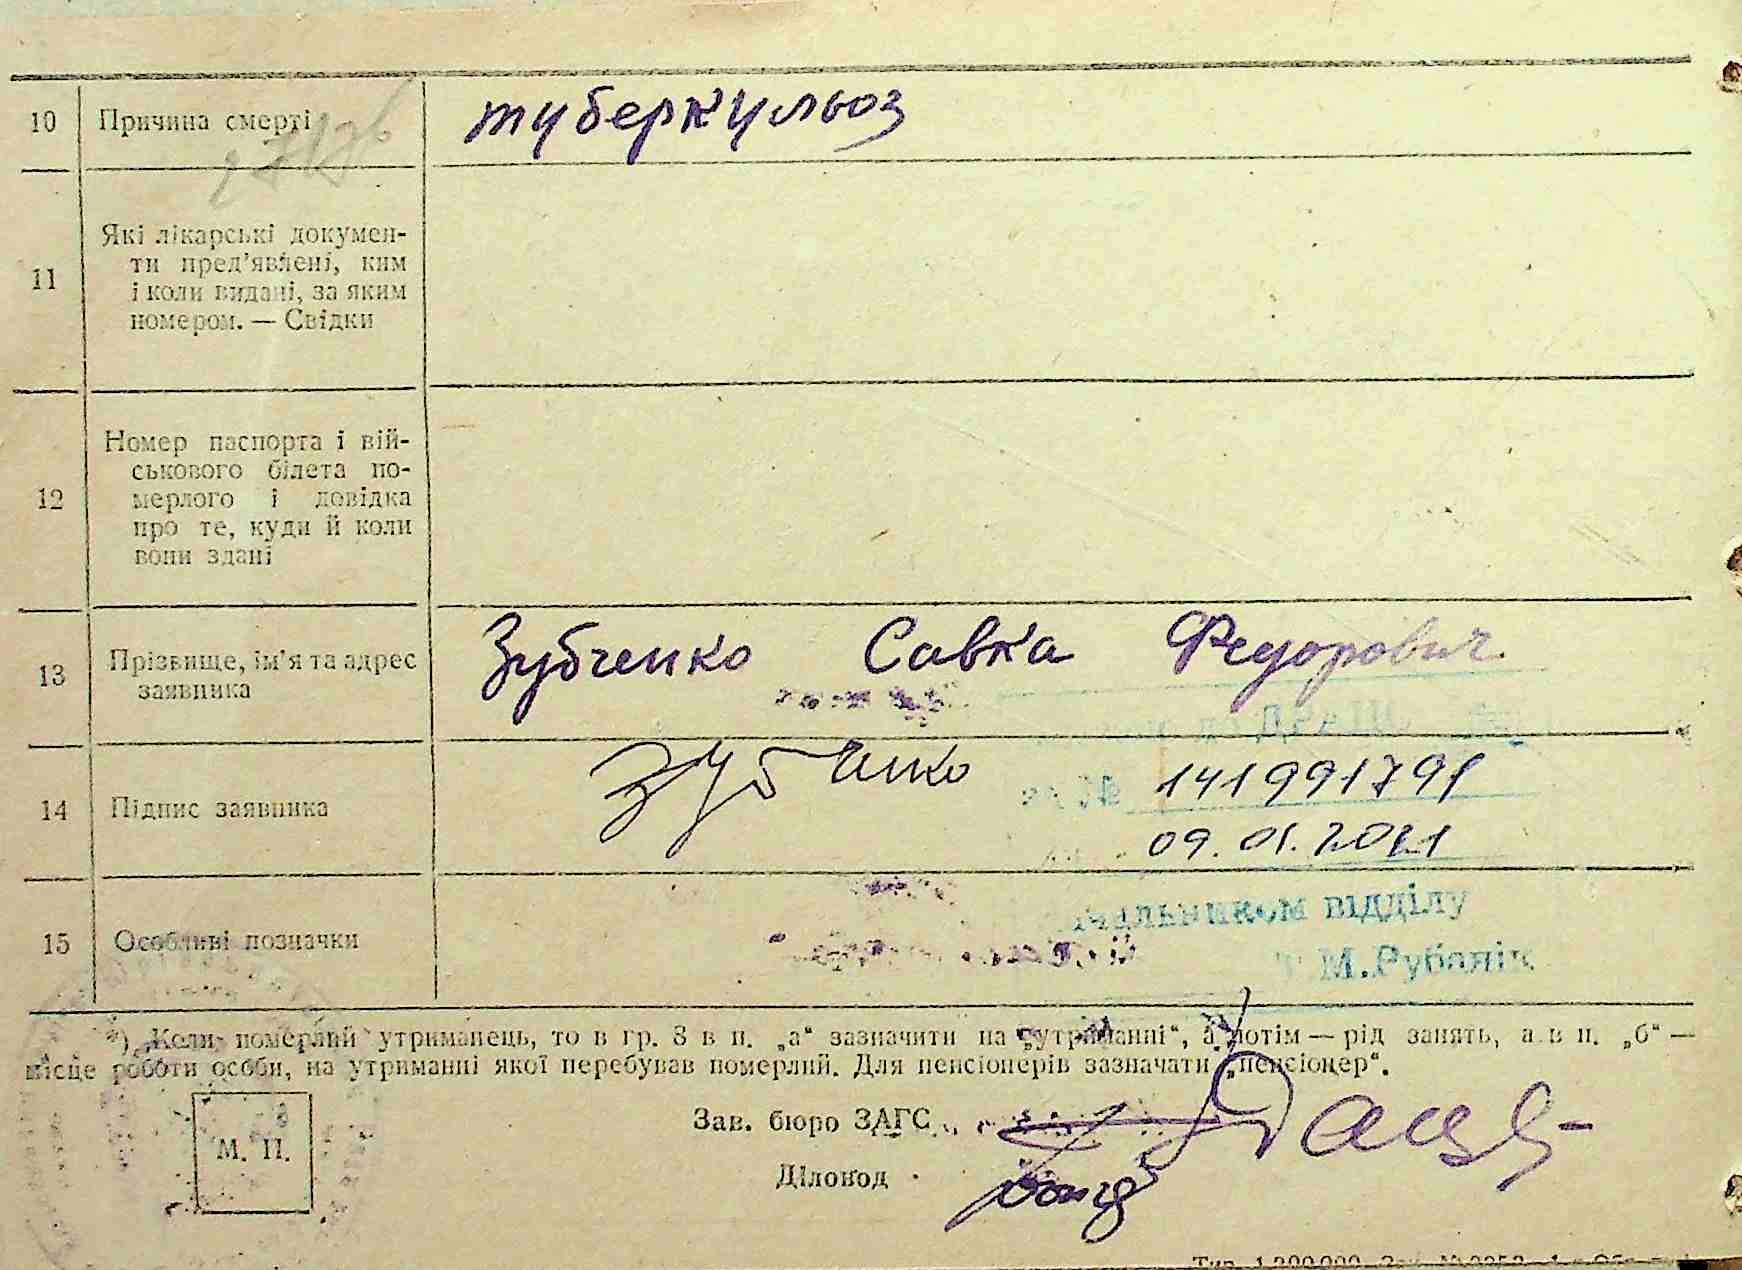 10 Причина смерті туберкульоз
11 Які лікарські докумен-
ти пред'явлені, ким
і коли видані, за яким
номером. — Свідки
12 Номер паспорта і вій-
ськового білета по-
мерлого і довідка
про те, куди й коли
вони здані
13 Прізвище, ім'я та адрес
заявника
Зубченко Савка Федорович
ДРАЦС
14 Підпис заявника Зубченко
№ 141991791
09.01.2021
15 Особливі позначки
чальником відділу
М.Рубанік
*) „Коли померлий утриманець, то в гр. 8 в п. „а“ зазначити на „утриманні“, а потім — рід занять, а в п. „б“ —
місце роботи особи, на утриманні якої перебував померлий. Для пенсіонерів зазначати „пенсіонер“.
Зав. бюро ЗАГС
М. П.
Діловод